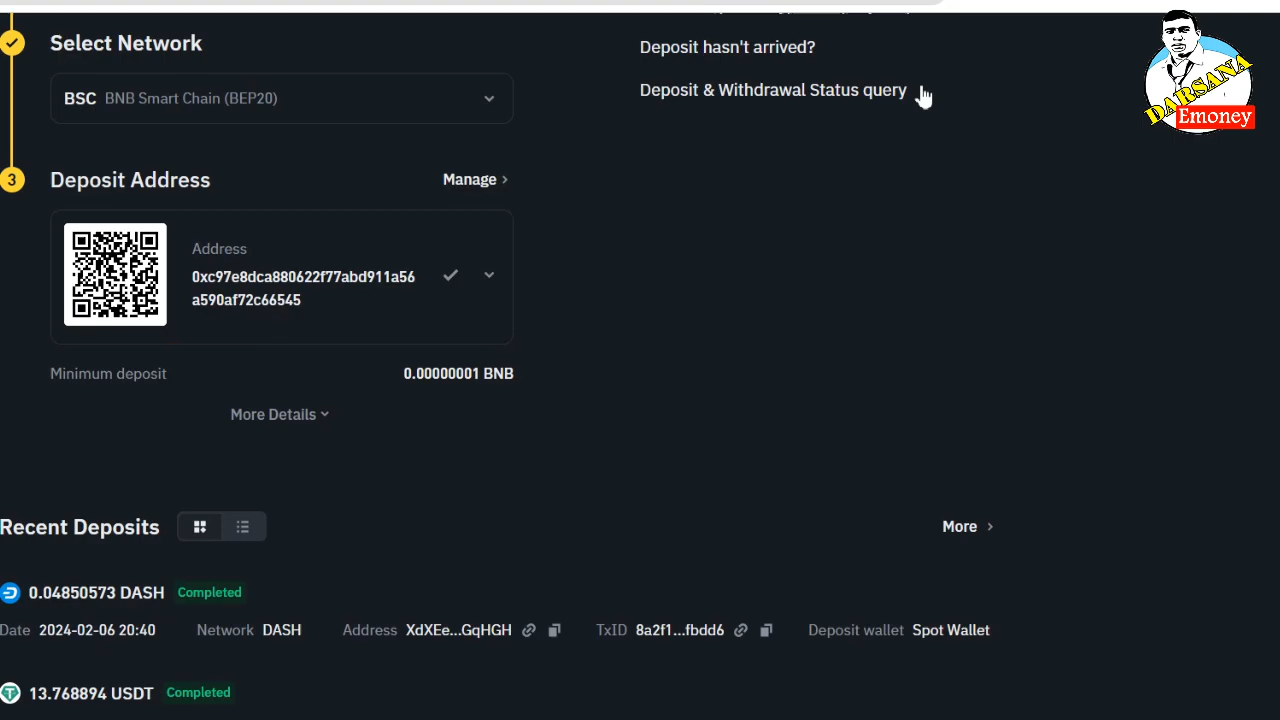 Select Network
Deposit hasn't arrived?
BSC BNB Smart Chain (BEP20)
Deposit & Withdrawal Status query
DARSANA
Emoney
3
Deposit Address
Manage
Address
0xc97e8dca880622f77abd911a56
a590af72c66545
Minimum deposit
0.00000001 BNB
More Details
Recent Deposits
More
0.04850573 DASH Completed
Date 2024-02-06 20:40 Network DASH Address XdXEe...GqHGH TxID 8a2f1...fbdd6 Deposit wallet Spot Wallet
13.768894 USDT Completed